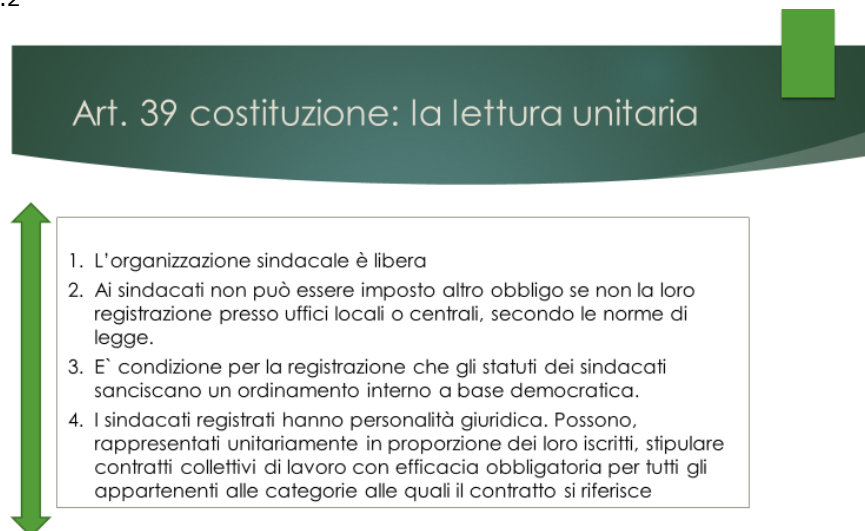 .2
Art. 39 costituzione: la lettura unitaria
1. L'organizzazione sindacale è libera
2. Ai sindacati non può essere imposto altro obbligo se non la loro
registrazione presso uffici locali o centrali, secondo le norme di
legge.
3. E` condizione per la registrazione che gli statuti dei sindacati
sanciscano un ordinamento interno a base democratica.
4. I sindacati registrati hanno personalità giuridica. Possono,
rappresentati unitariamente in proporzione dei loro iscritti, stipulare
contratti collettivi di lavoro con efficacia obbligatoria per tutti gli
appartenenti alle categorie alle quali il contratto si riferisce